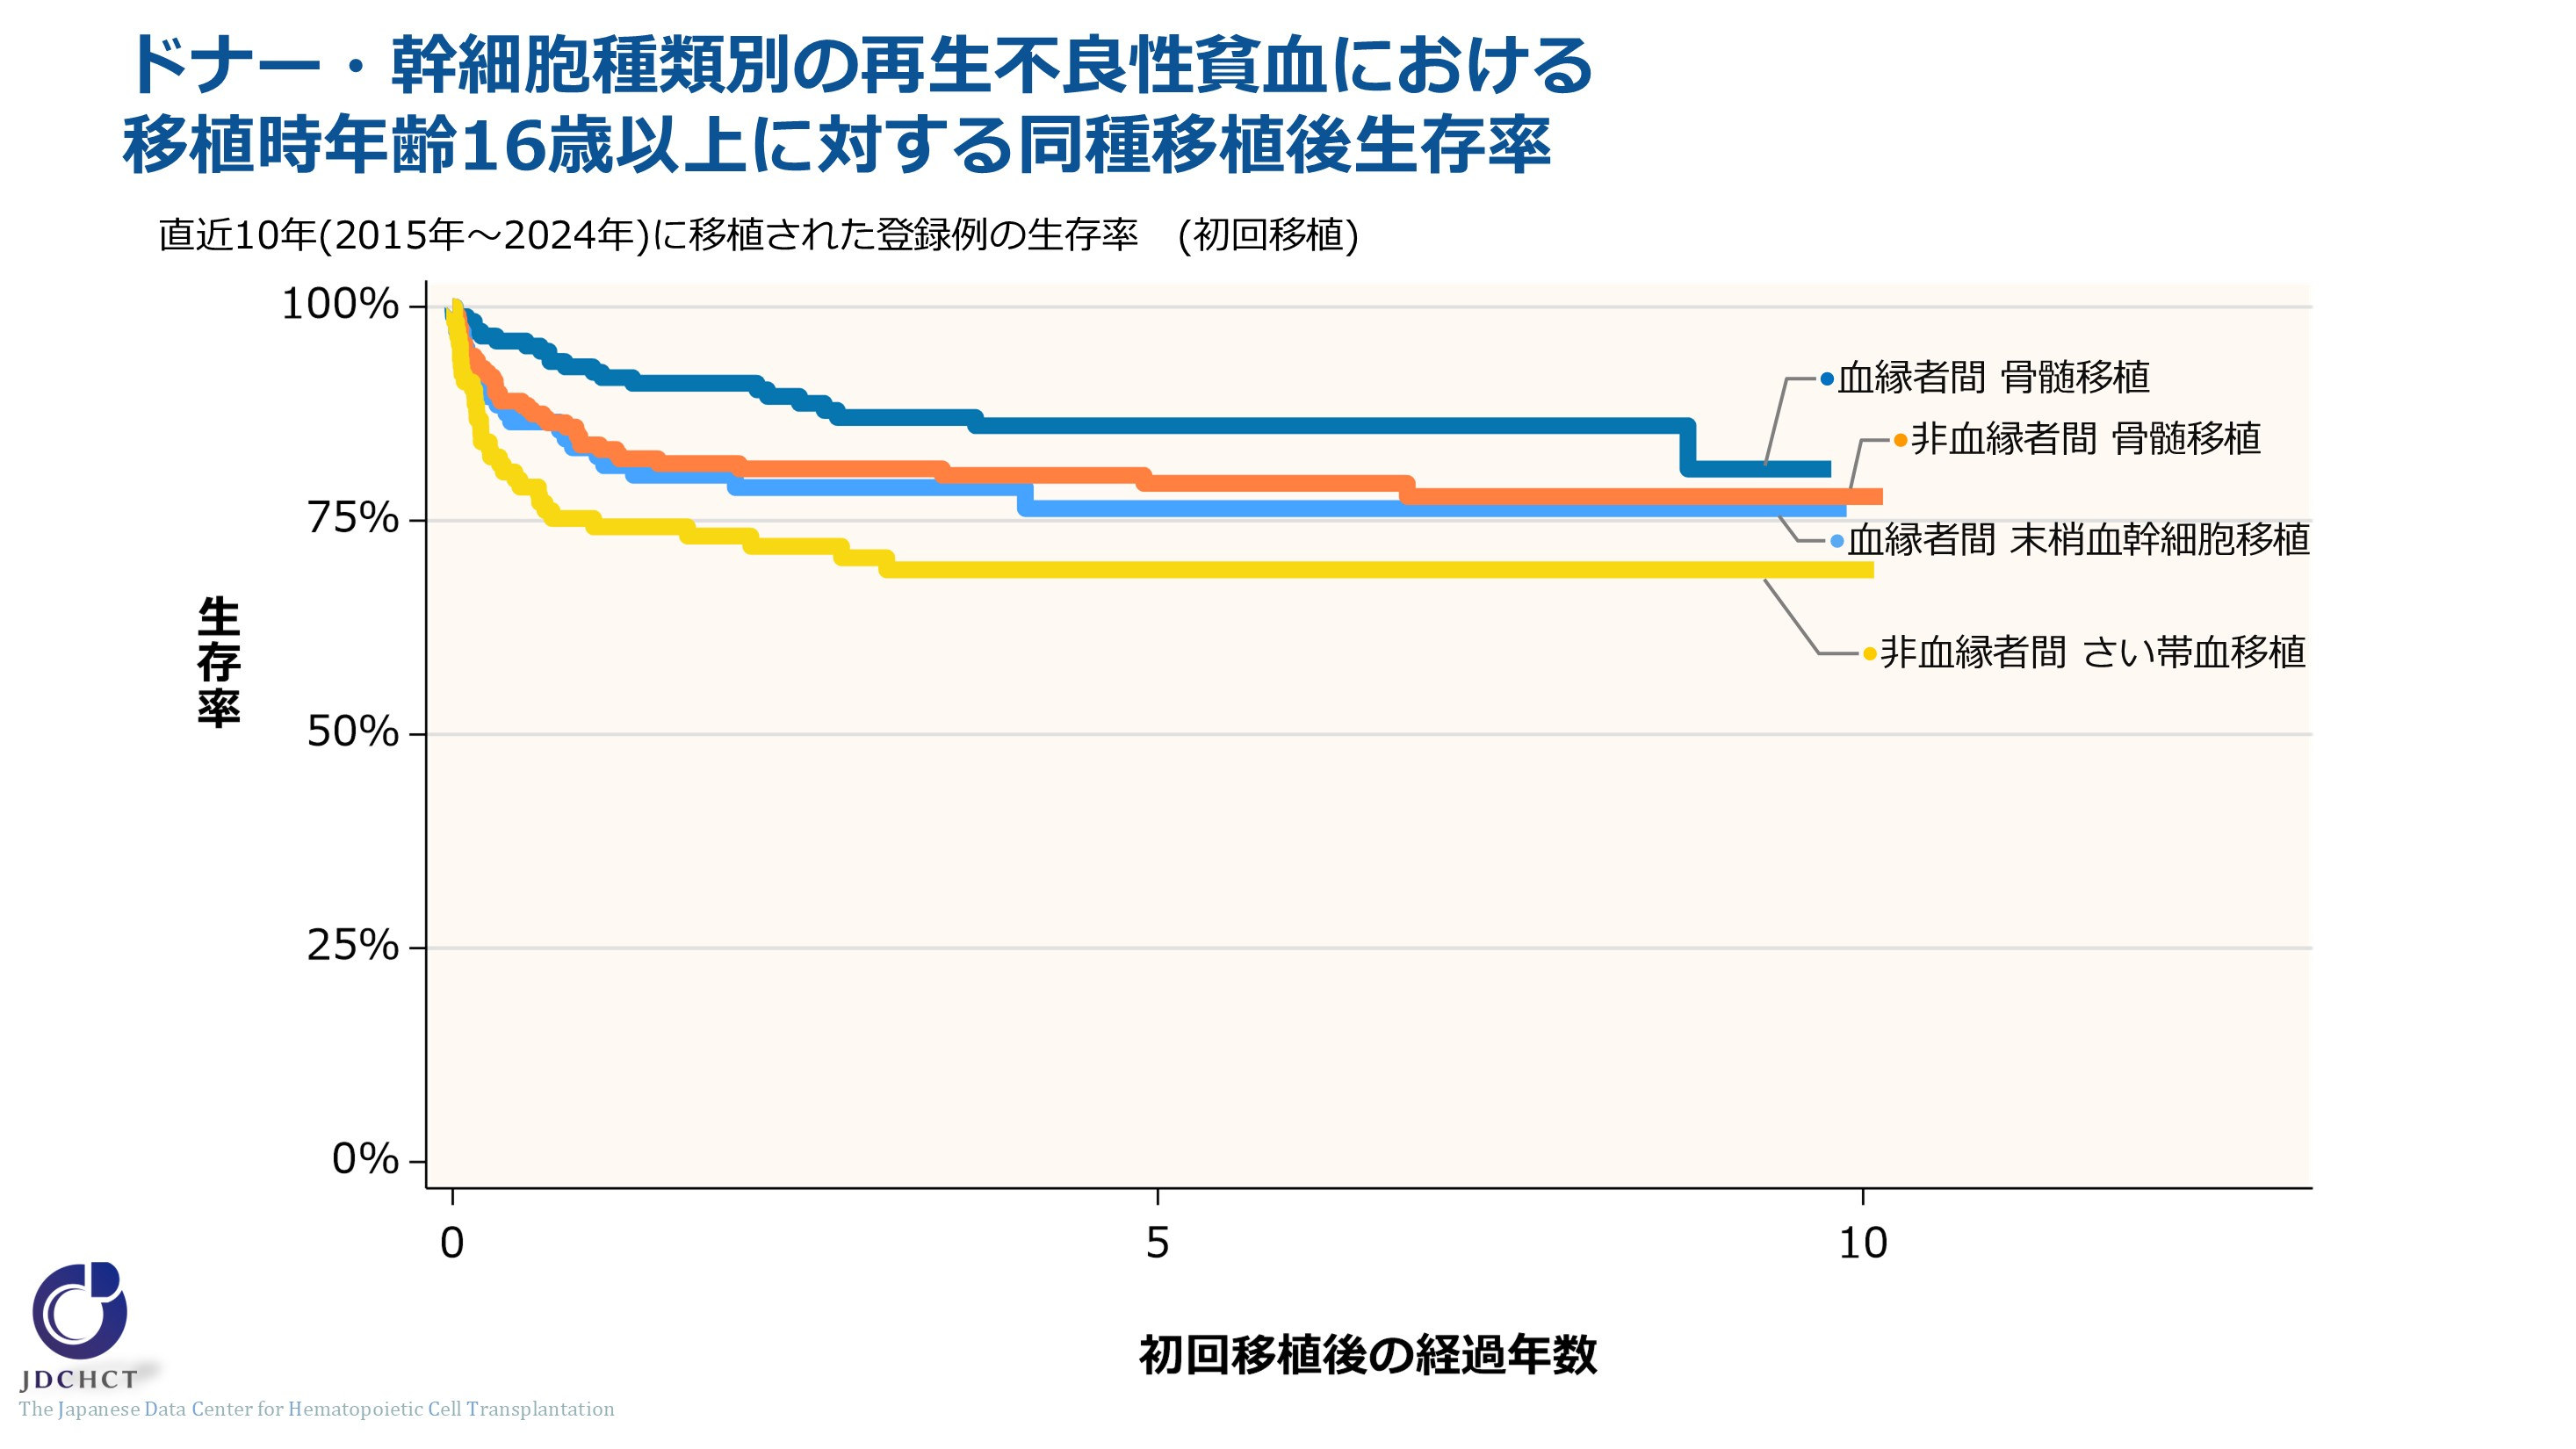 ドナー・幹細胞種類別の再生不良性貧血における
移植時年齢16歳以上に対する同種移植後生存率
直近10年(2015年～2024年)に移植された登録例の生存率　(初回移植)
100%
75%
50%
25%
0%
生存率
血縁者間 骨髄移植
非血縁者間 骨髄移植
血縁者間 末梢血幹細胞移植
非血縁者間 さい帯血移植
0
5
10
初回移植後の経過年数
JDCHCT
The Japanese Data Center for Hematopoietic Cell Transplantation